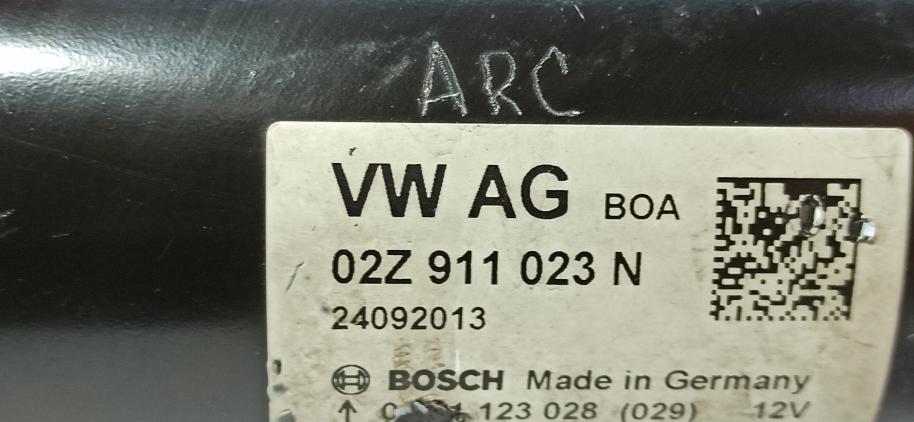 ARC
VW AG BOA
02Z 911 023 N
24092013
BOSCH Made in Germany
123 028 (029) 12V